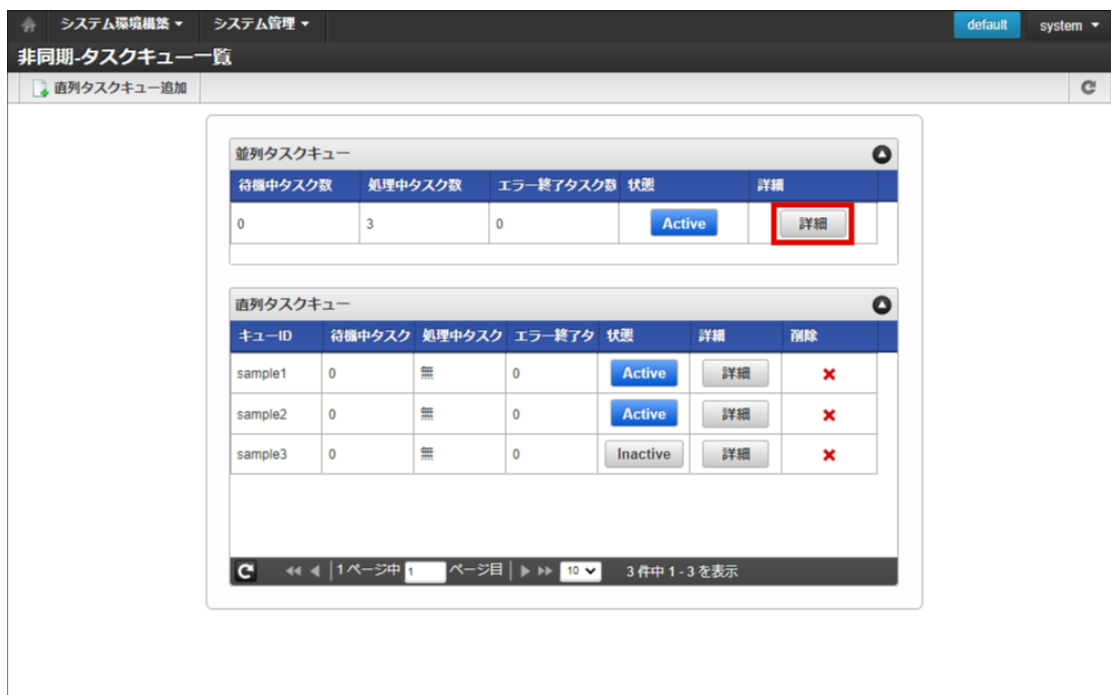 システム環境構築 システム管理 default system
非同期-タスクキュー一覧
直列タスクキュー追加
並列タスクキュー
待機中タスク数 処理中タスク数 エラー終了タスク数 状態 詳細
0 3 0 Active 詳細
直列タスクキュー
キューID 待機中タスク 処理中タスク エラー終了タ 状態 詳細 削除
sample1 0 無 0 Active 詳細
sample2 0 無 0 Active 詳細
sample3 0 無 0 Inactive 詳細
1 ページ中 1 ページ目 10 3 件中 1 - 3 を表示